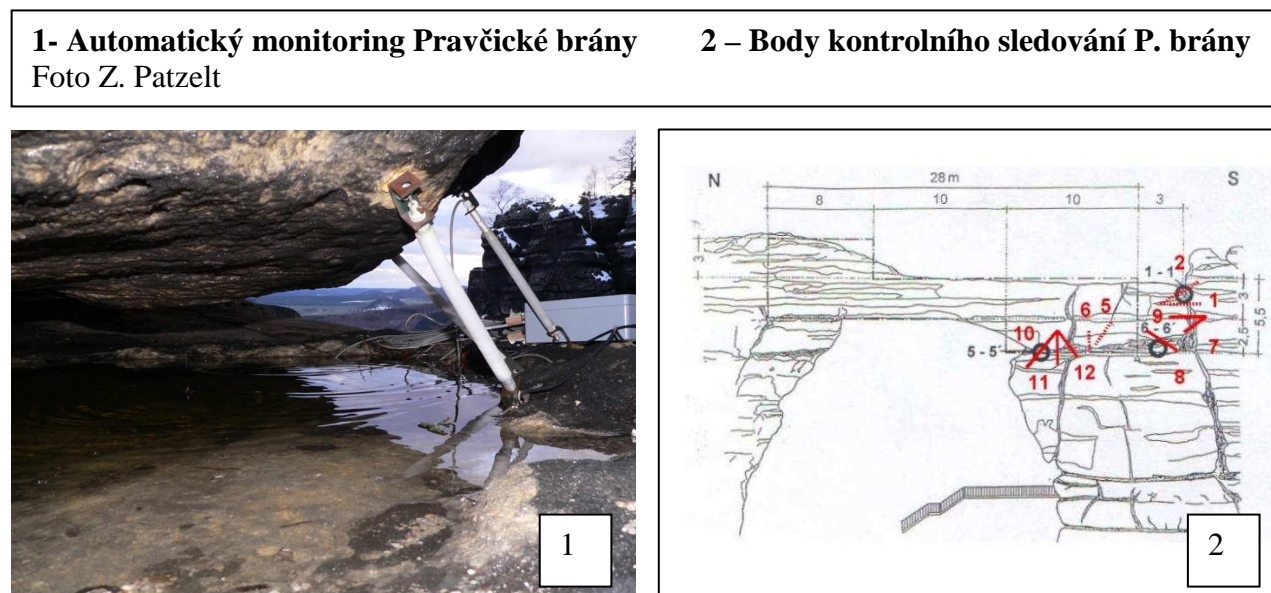 1- Automatický monitoring Pravčické brány 2 – Body kontrolního sledování P. brány
Foto Z. Patzelt
1
N
S
28 m
8
10
10
3
3
1 - 1
2
1
3
5,5
2,5
6
5
9
6 - 6
7
10
5 - 5
11
12
8
2